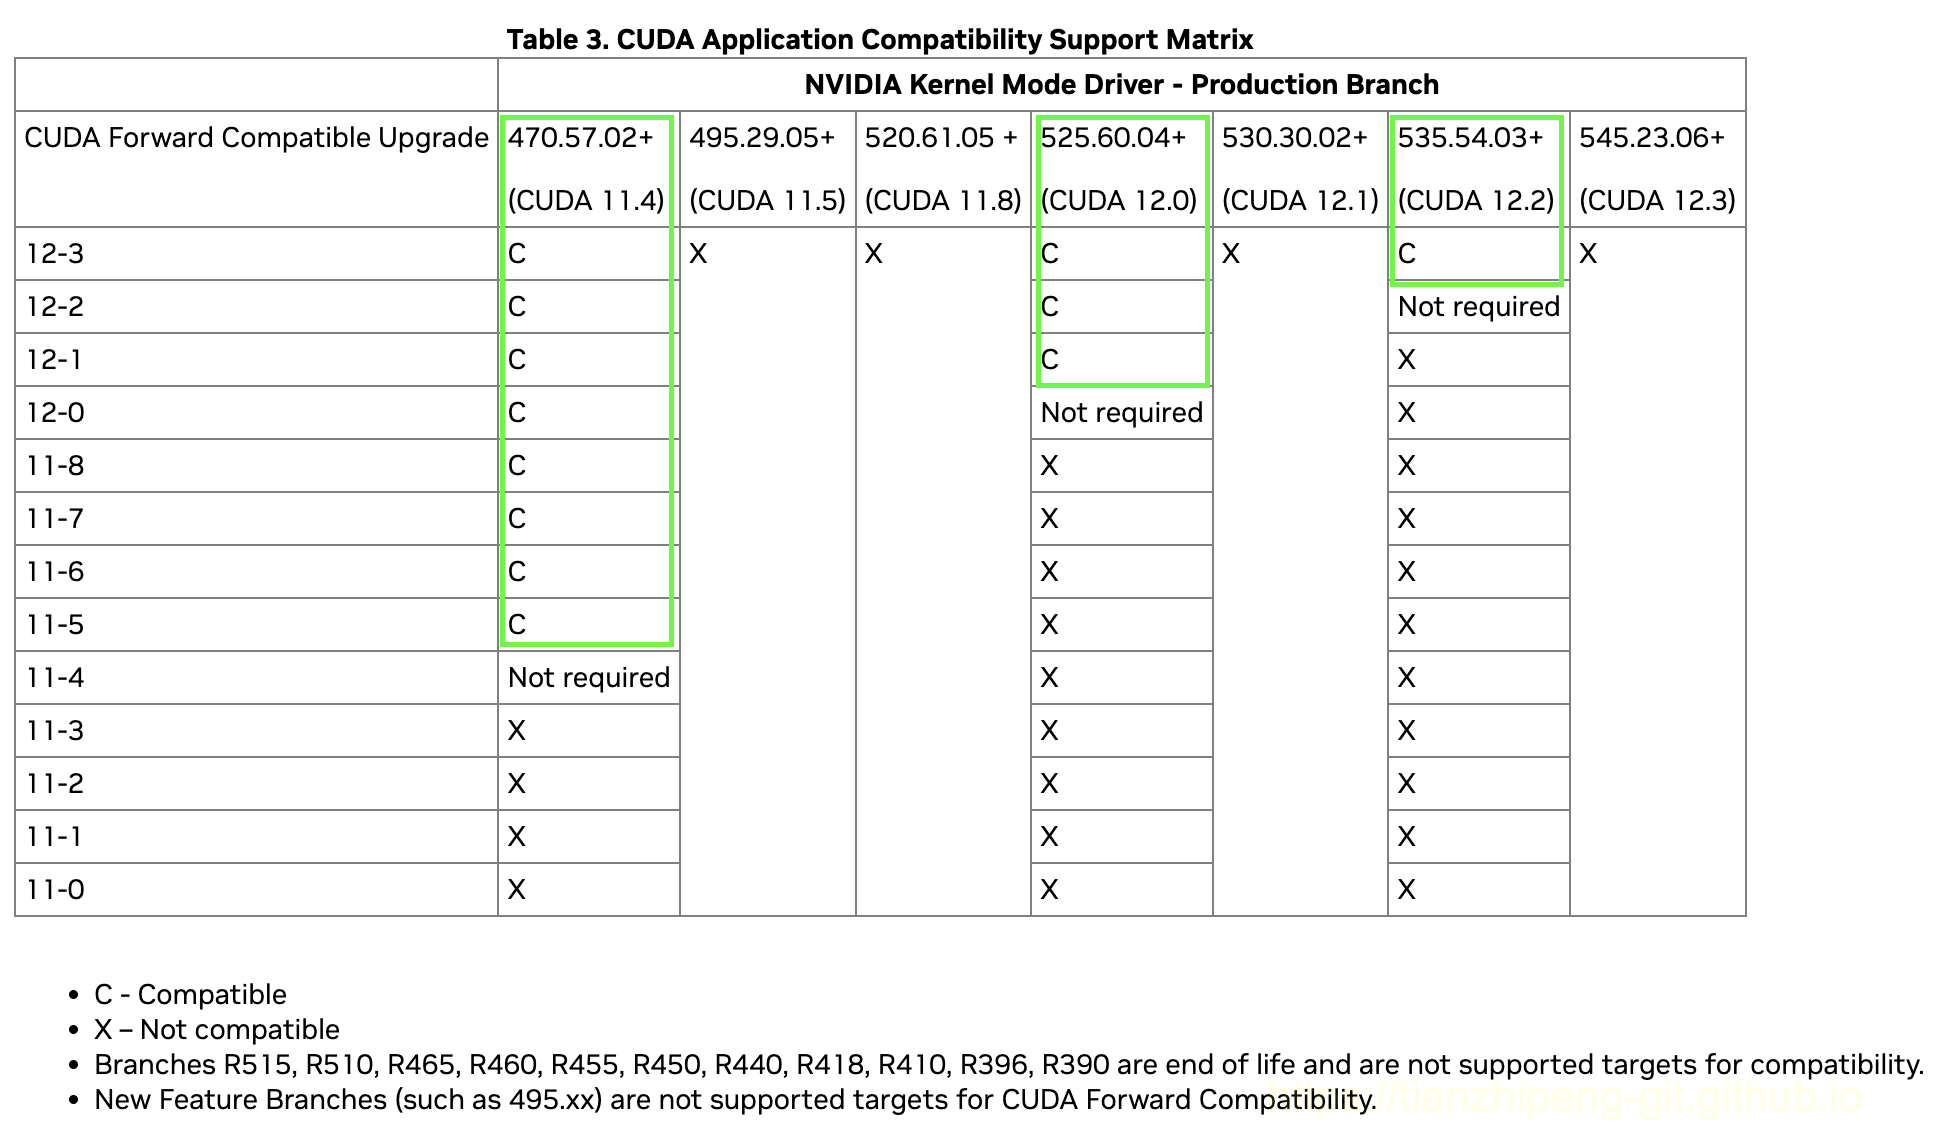 Table 3. CUDA Application Compatibility Support Matrix
NVIDIA Kernel Mode Driver - Production Branch
CUDA Forward Compatible Upgrade 470.57.02+ 495.29.05+ 520.61.05 + 525.60.04+ 530.30.02+ 535.54.03+ 545.23.06+
(CUDA 11.4) (CUDA 11.5) (CUDA 11.8) (CUDA 12.0) (CUDA 12.1) (CUDA 12.2) (CUDA 12.3)
12-3 C X X C X C X
12-2 C C Not required
12-1 C C X
12-0 C Not required X
11-8 C X X
11-7 C X X
11-6 C X X
11-5 C X X
11-4 Not required X X
11-3 X X X
11-2 X X X
11-1 X X X
11-0 X X X
• C - Compatible
• X – Not compatible
• Branches R515, R510, R465, R460, R455, R450, R440, R418, R410, R396, R390 are end of life and are not supported targets for compatibility.
• New Feature Branches (such as 495.xx) are not supported targets for CUDA Forward Compatibility.
https://tianzhipeng-git.github.io